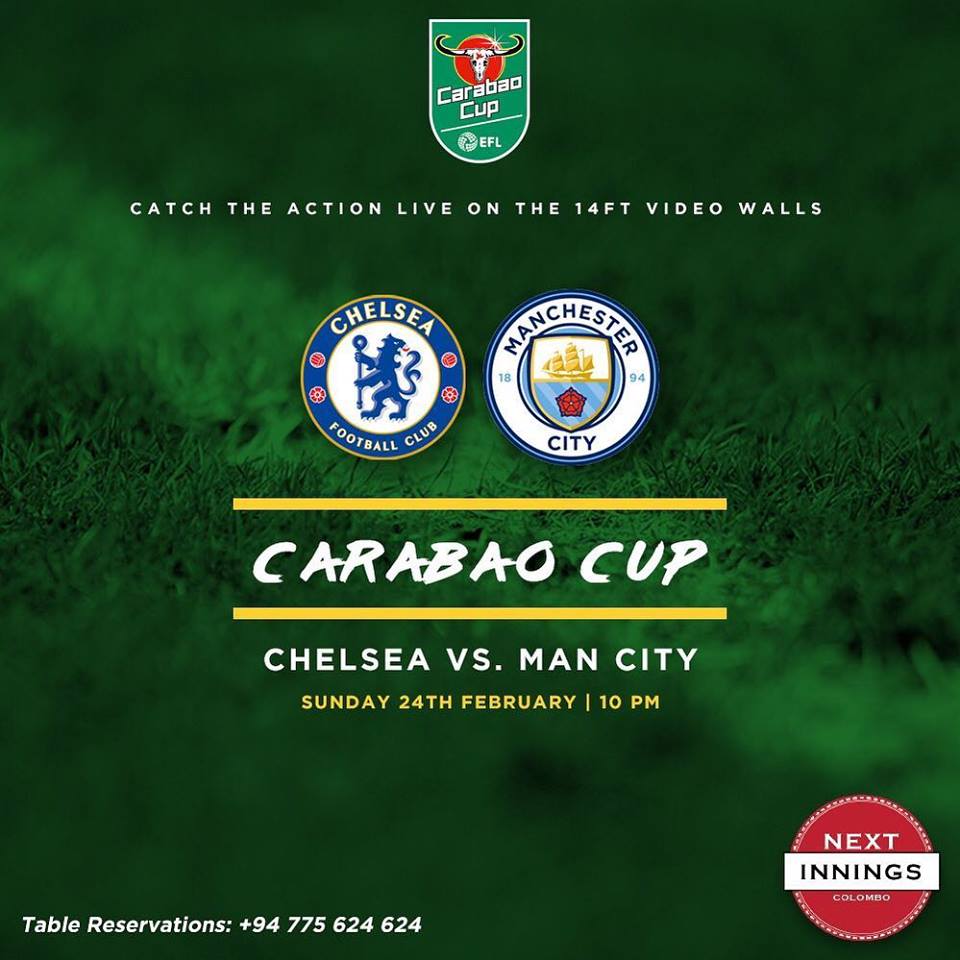 Carabao
Cup
EFL
CATCH THE ACTION LIVE ON THE 14FT VIDEO WALLS
CHELSEA
FOOTBALL CLUB
MANCHESTER
18 94
CITY
CARABAO CUP
CHELSEA VS. MAN CITY
SUNDAY 24TH FEBRUARY | 10 PM
NEXT
INNINGS
COLOMBO
Table Reservations: +94 775 624 624